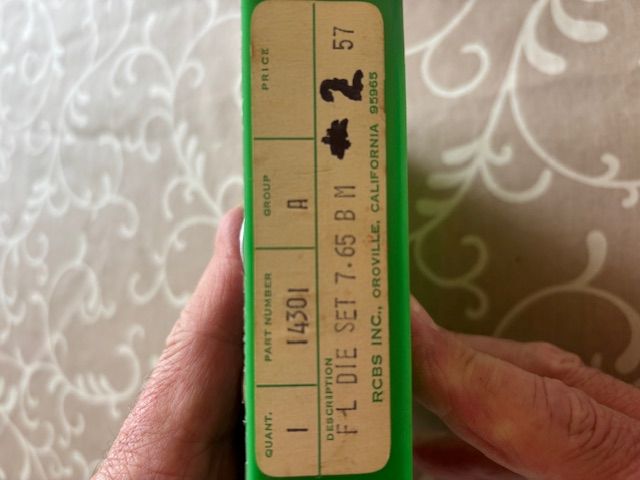 QUANT. PART NUMBER GROUP PRICE
1 14301 A
DESCRIPTION
F L DIE SET 7.65 B M # 2 57
RCBS INC., OROVILLE, CALIFORNIA 95965